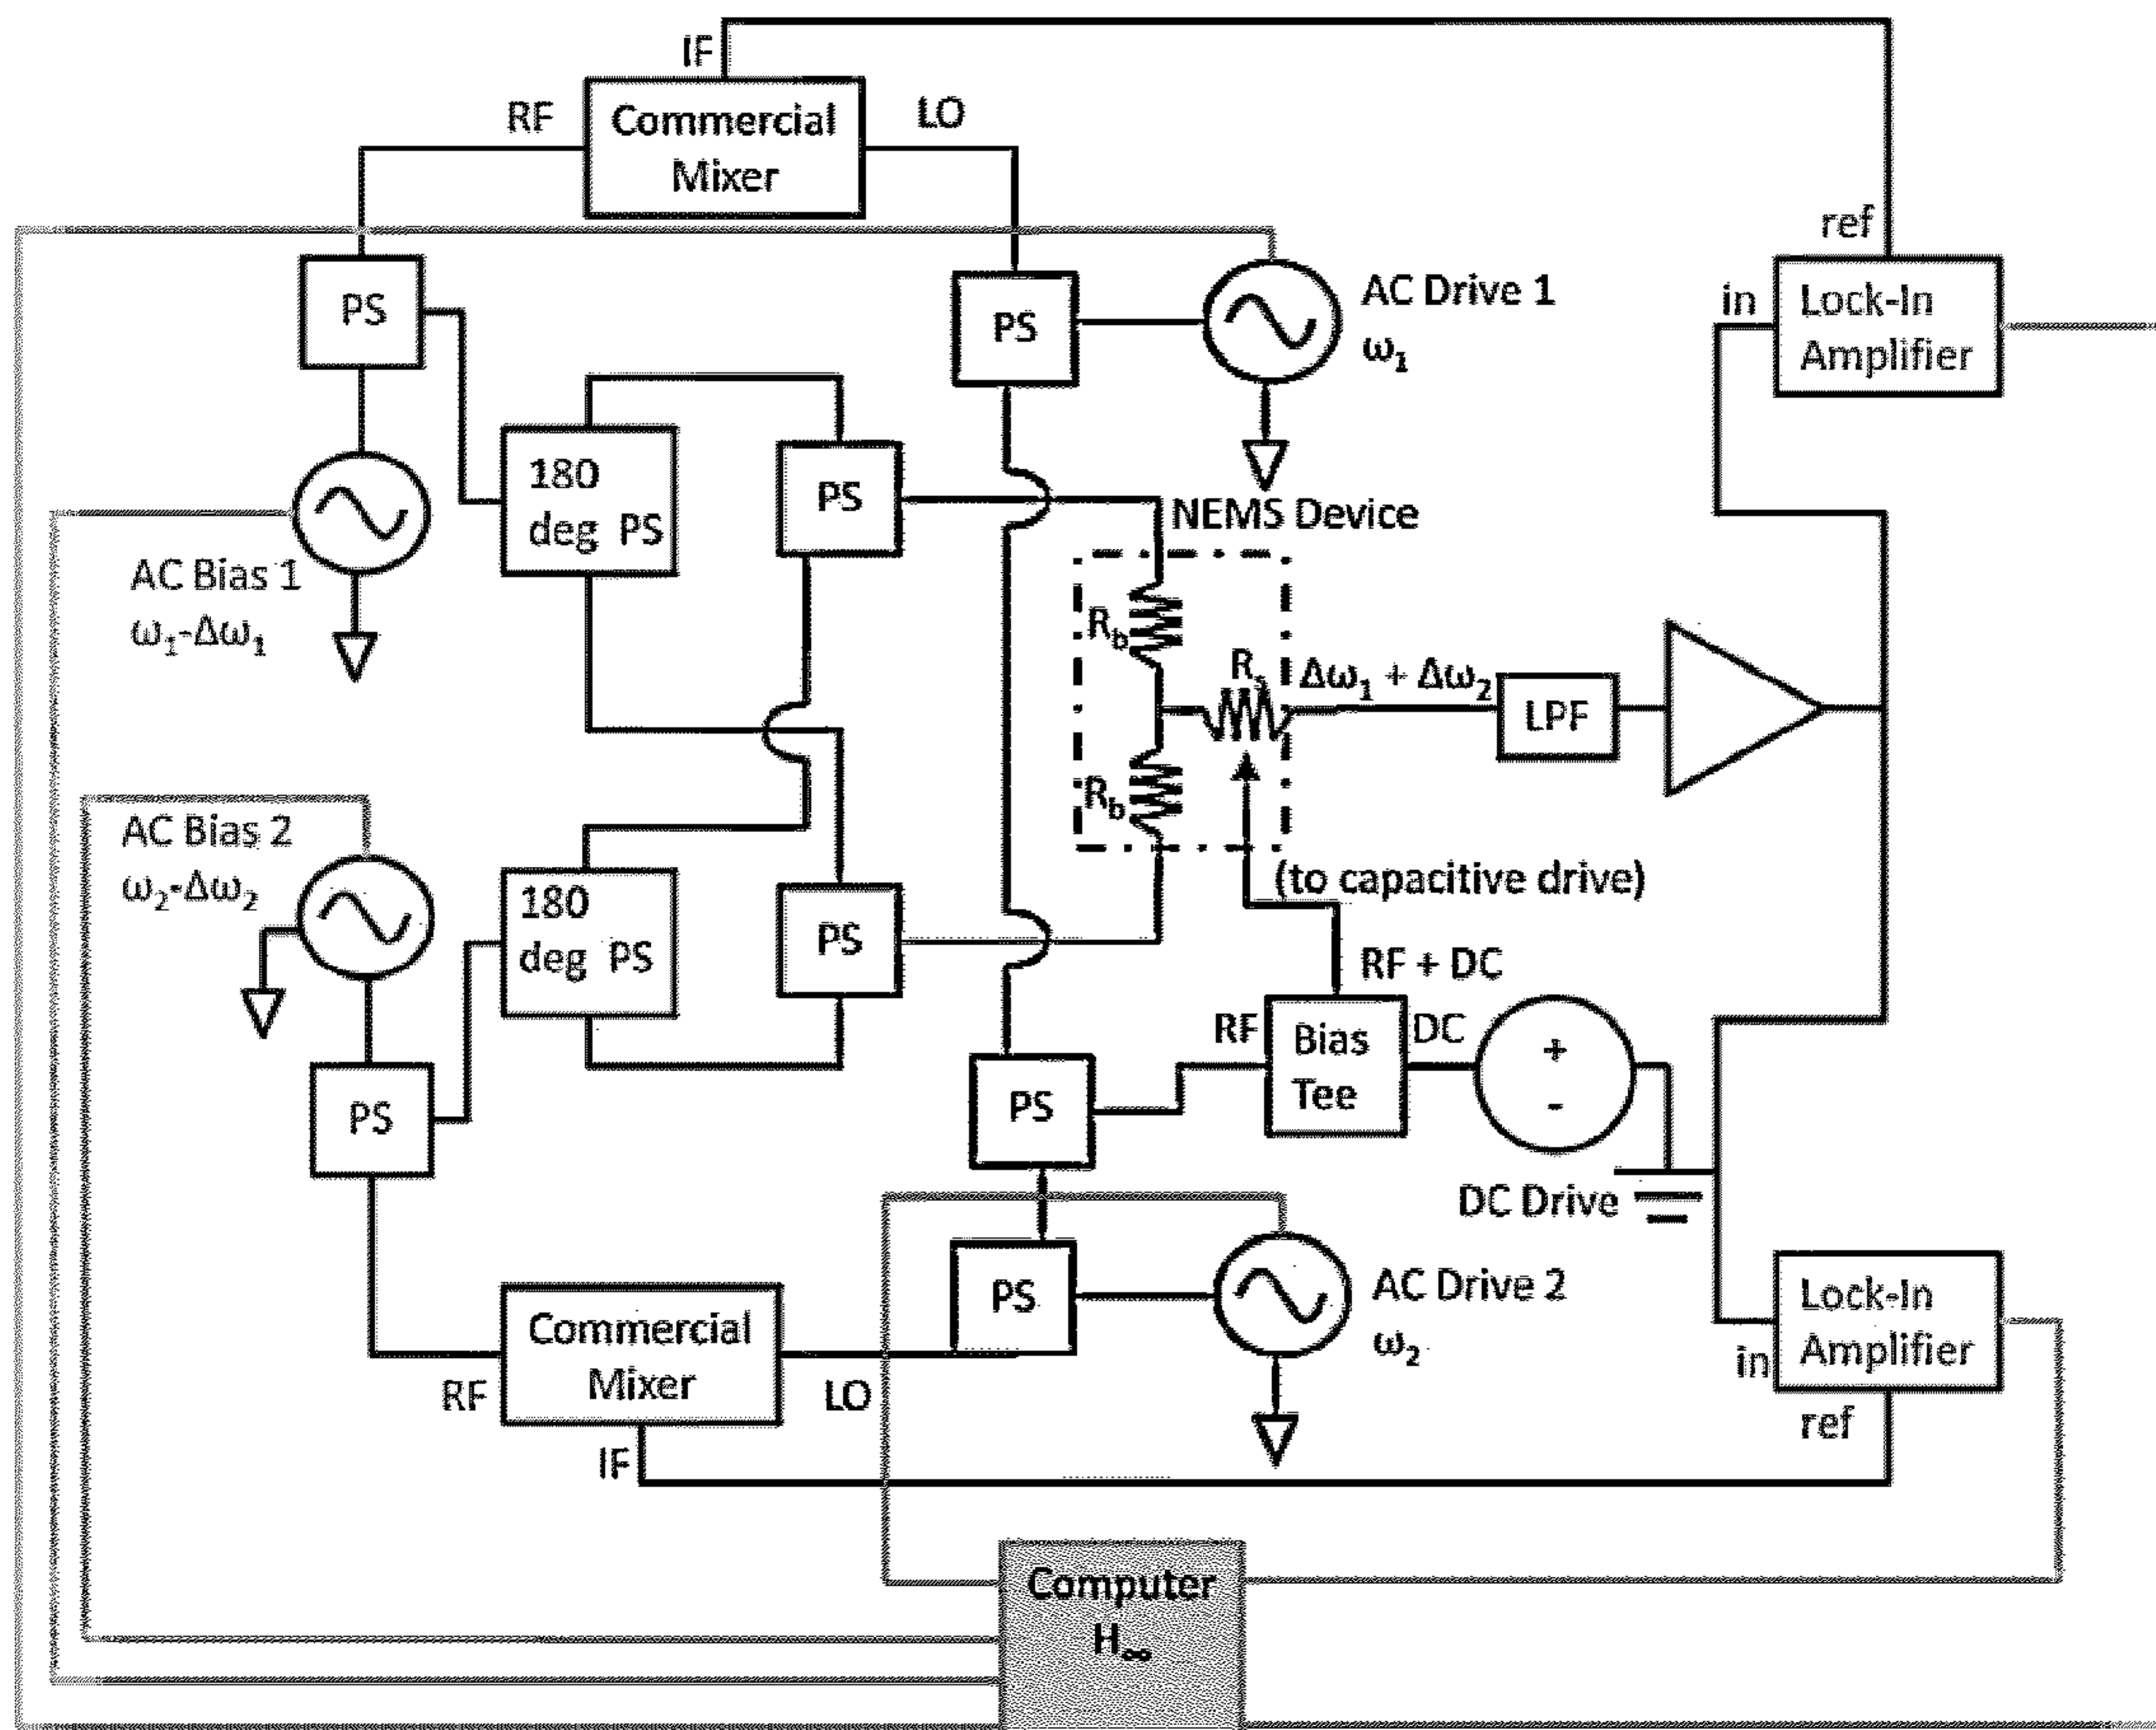 IF
RF
Commercial
Mixer
LO
ref
PS
PS
AC Drive 1
ω₁
in
Lock-In
Amplifier
180
deg PS
PS
NEMS Device
AC Bias 1
ω₁-Δω₁
R_b
R_s
Δω₁ + Δω₂
LPF
R_b
AC Bias 2
ω₂-Δω₂
180
deg PS
PS
(to capacitive drive)
RF + DC
RF
Bias
Tee
DC
+
-
PS
PS
DC Drive
PS
AC Drive 2
ω₂
Commercial
Mixer
RF
LO
IF
Lock-In
Amplifier
in
ref
Computer
H∞